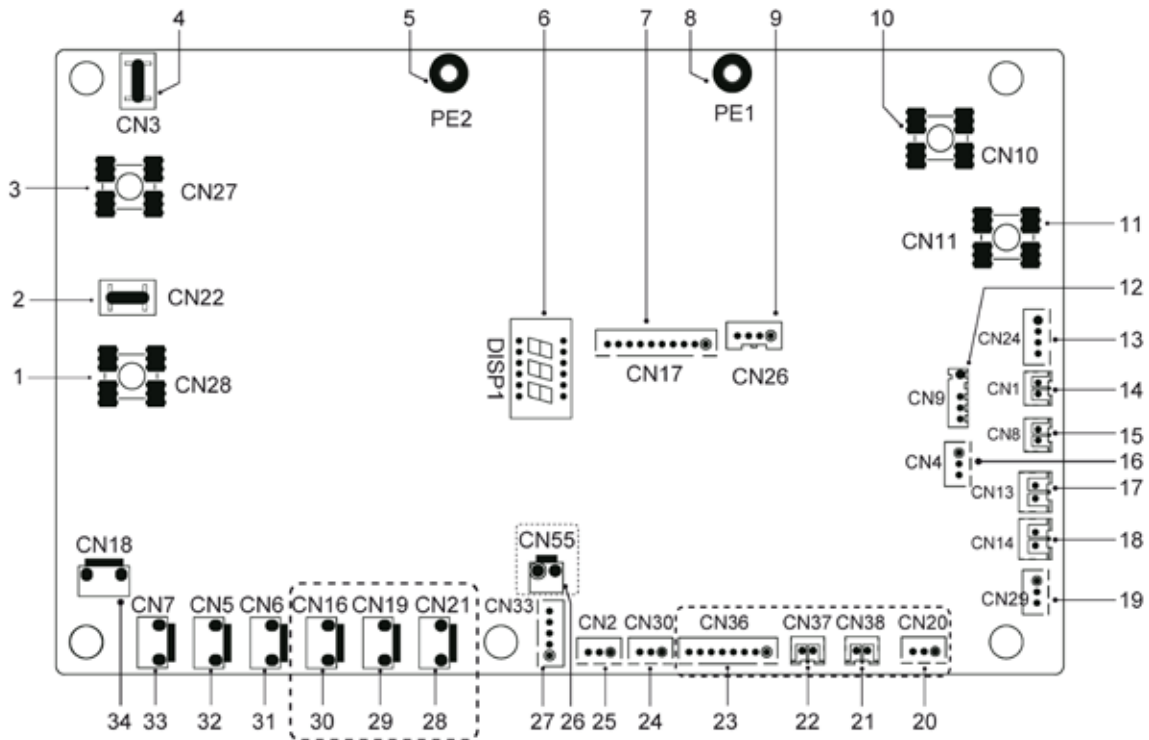 4 5 6 7 8 9 10
CN3 PE2 PE1
CN10
3 CN27
CN11 11
12
2 CN22
CN24 13
DISP1
CN17 CN26
1 CN28
CN9 CN1 14
CN8 15
CN4 16
CN13 17
CN14 18
CN18 CN55
CN29 19
CN7 CN5 CN6 CN16 CN19 CN21 CN33 CN2 CN30 CN36 CN37 CN38 CN20
34 33 32 31 30 29 28 27 26 25 24 23 22 21 20